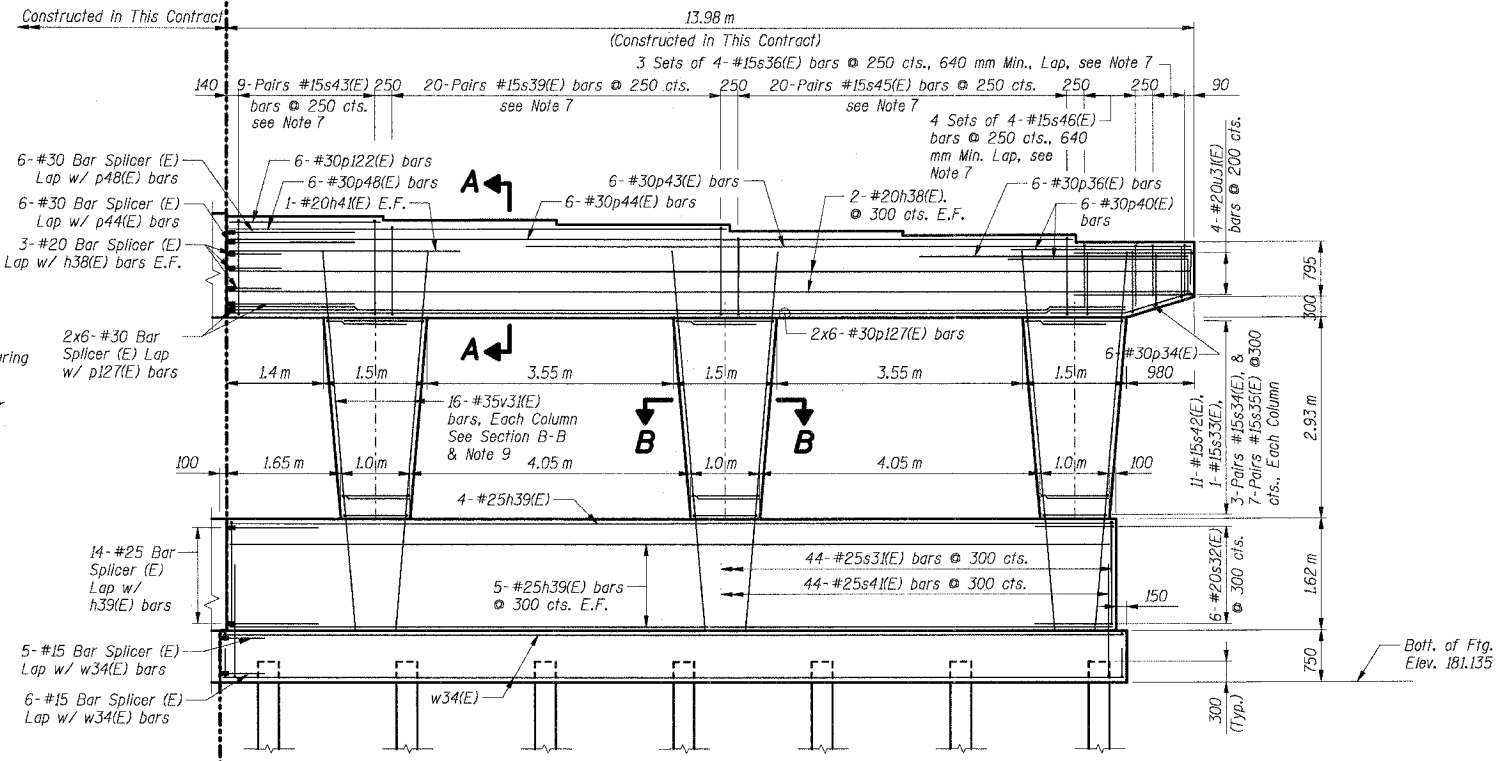 Constructed in This Contract
13.98 m
(Constructed in This Contract)
3 Sets of 4-#15s36(E) bars @ 250 cts., 640 mm Min., Lap, see Note 7
140
9-Pairs #15s43(E)
bars @ 250 cts.
see Note 7
250
20-Pairs #15s39(E) bars @ 250 cts.
see Note 7
250
20-Pairs #15s45(E) bars @ 250 cts.
see Note 7
250
250
90
4 Sets of 4-#15s46(E)
bars @ 250 cts., 640
mm Min. Lap, see
Note 7
4-#20u31(E)
bars @ 200 cts.
6-#30 Bar Splicer (E)
Lap w/ p48(E) bars
6-#30p122(E) bars
6-#30p48(E) bars
1-#20h41(E) E.F.
A
6-#30p43(E) bars
6-#30p44(E) bars
2-#20h38(E).
@ 300 cts. E.F.
6-#30p36(E) bars
6-#30p40(E)
bars
6-#30 Bar Splicer (E)
Lap w/ p44(E) bars
3-#20 Bar Splicer (E)
Lap w/ h38(E) bars E.F.
795
300
2x6-#30 Bar
Splicer (E) Lap
w/ p127(E) bars
aring
A
2x6-#30p127(E) bars
6-#30p34(E)
1.4 m
1.5 m
3.55 m
1.5 m
3.55 m
1.5 m
980
16-#35v31(E)
bars, Each Column
See Section B-B
& Note 9
B
B
11-#15s42(E),
1-#15s33(E),
3-Pairs #15s34(E), &
7-Pairs #15s35(E) @300
cts., Each Column
2.93 m
100
1.65 m
1.0 m
4.05 m
1.0 m
4.05 m
1.0 m
100
4-#25h39(E)
14-#25 Bar
Splicer (E)
Lap w/
h39(E) bars
5-#25h39(E) bars
@ 300 cts. E.F.
44-#25s31(E) bars @ 300 cts.
44-#25s41(E) bars @ 300 cts.
150
6-#20s32(E)
@ 300 cts.
1.62 m
5-#15 Bar Splicer (E)
Lap w/ w34(E) bars
6-#15 Bar Splicer (E)
Lap w/ w34(E) bars
w34(E)
750
300
(Typ.)
Bott. of Ftg.
Elev. 181.135